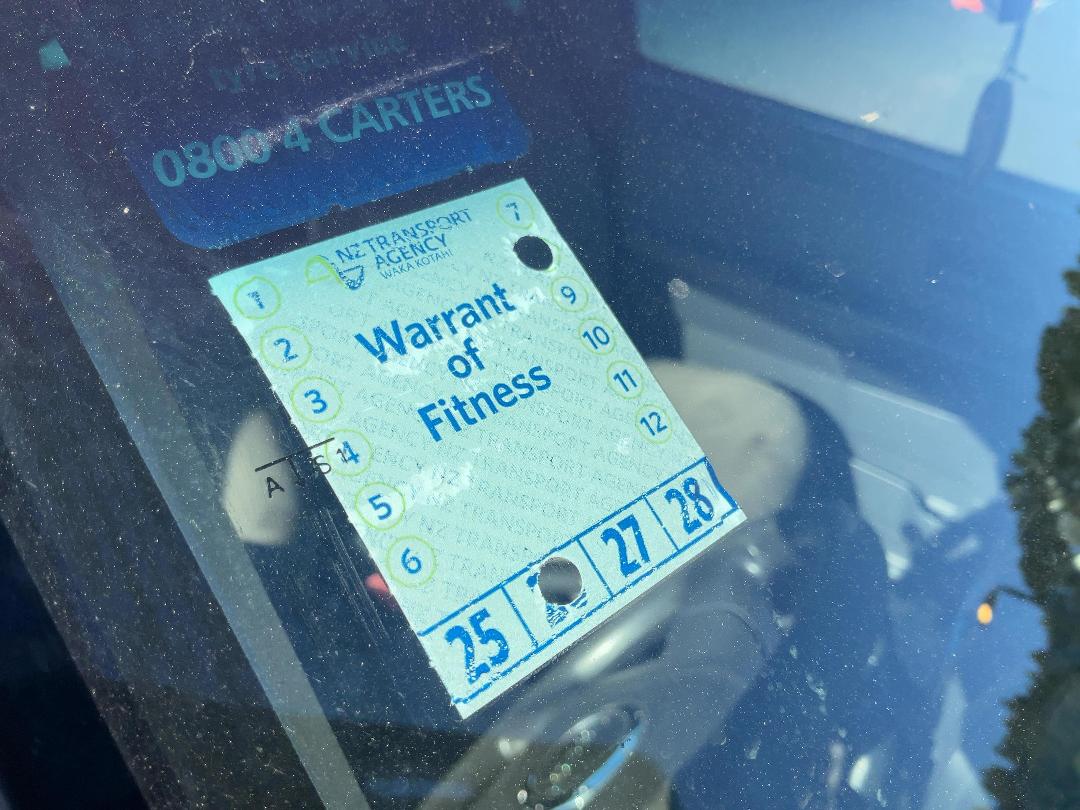 tyre service
0800 4 CARTERS
NZ TRANSPORT
AGENCY
WAKA KOTAHI
Warrant
of
Fitness
1
2
3
4
5
6
7
9
10
11
12
25
27
28